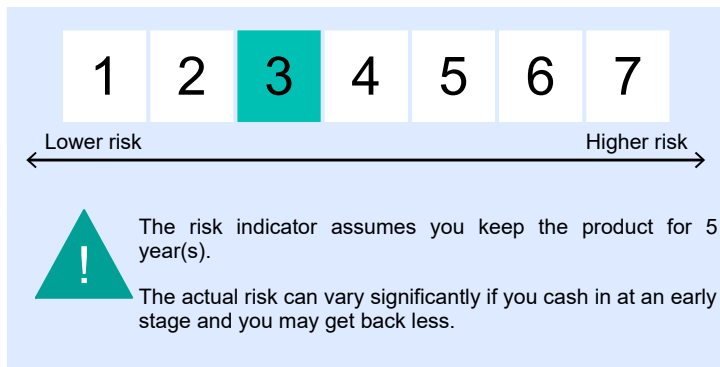 1 2 3 4 5 6 7
Lower risk Higher risk
!
The risk indicator assumes you keep the product for 5
year(s).
The actual risk can vary significantly if you cash in at an early
stage and you may get back less.